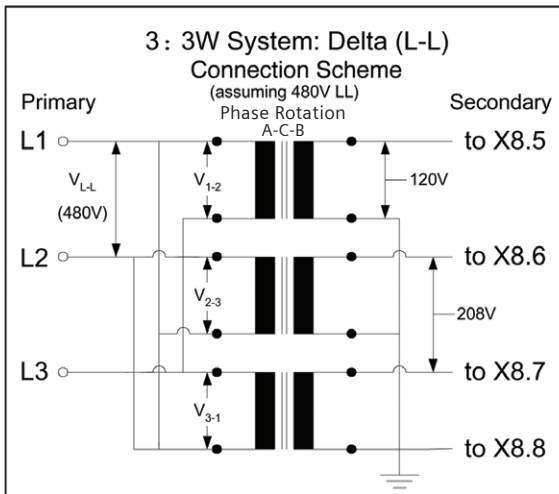 3: 3W System: Delta (L-L)
Connection Scheme
(assuming 480V LL)
Phase Rotation
A-C-B
Primary
Secondary
L1
to X8.5
V1-2
120V
VL-L
(480V)
L2
to X8.6
V2-3
208V
L3
to X8.7
V3-1
to X8.8